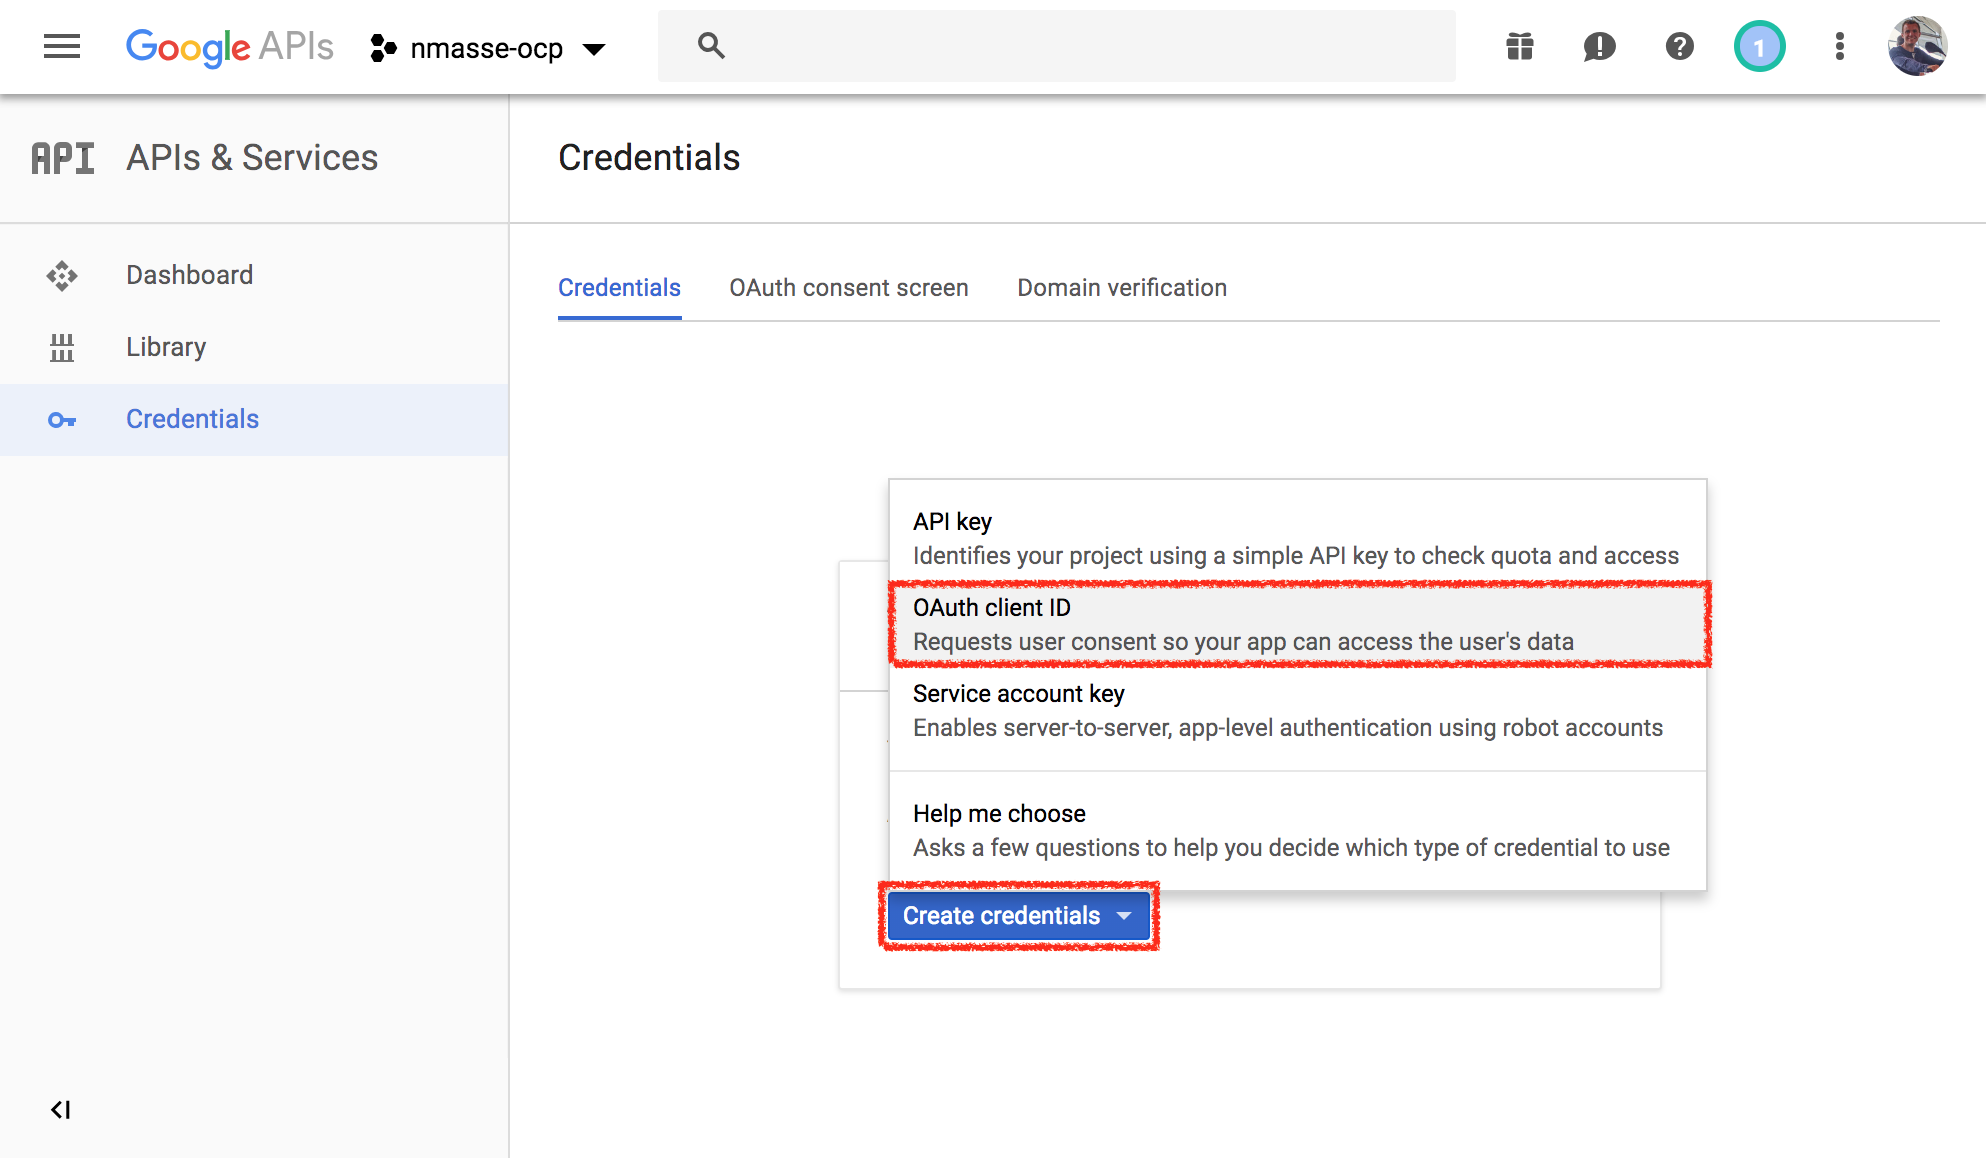 Google APIs
nmasse-ocp
1
API APIs & Services
Credentials
Dashboard
Library
Credentials
Credentials
OAuth consent screen
Domain verification
API key
Identifies your project using a simple API key to check quota and access
OAuth client ID
Requests user consent so your app can access the user's data
Service account key
Enables server-to-server, app-level authentication using robot accounts
Help me choose
Asks a few questions to help you decide which type of credential to use
Create credentials